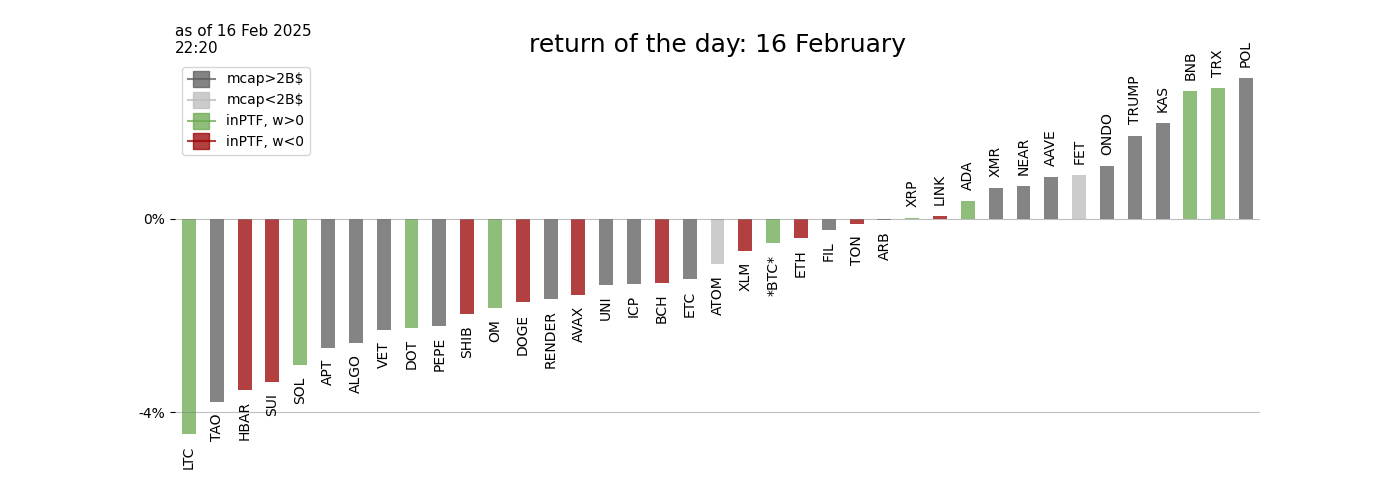 as of 16 Feb 2025
22:20
return of the day: 16 February
mcap>2B$
mcap<2B$
inPTF, w>0
inPTF, w<0
0%
-4%
LTC
TAO
HBAR
SUI
SOL
APT
ALGO
VET
DOT
PEPE
SHIB
OM
DOGE
RENDER
AVAX
UNI
ICP
BCH
ETC
ATOM
XLM
*BTC*
ETH
FIL
TON
ARB
XRP
LINK
ADA
XMR
NEAR
AAVE
FET
ONDO
TRUMP
KAS
BNB
TRX
POL